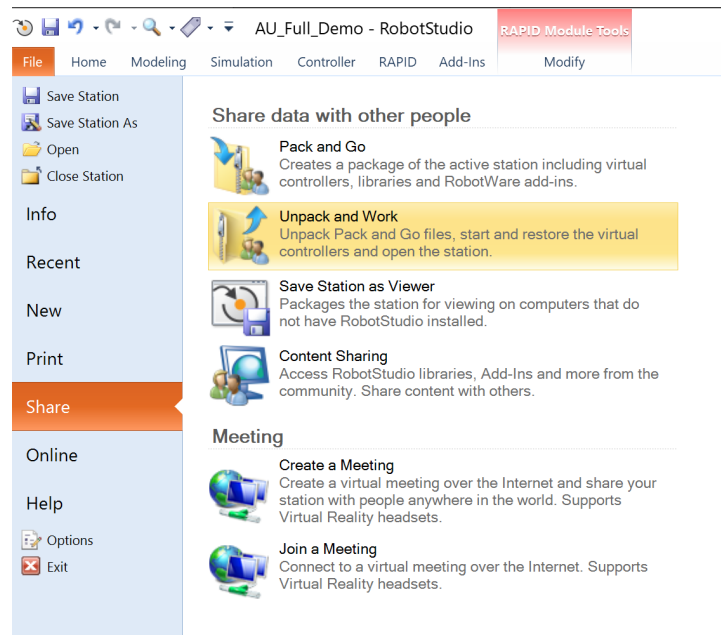 AU_Full_Demo - RobotStudio
RAPID Module Tools
File
Home
Modeling
Simulation
Controller
RAPID
Add-Ins
Modify
Save Station
Save Station As
Open
Close Station
Info
Recent
New
Print
Share
Online
Help
Options
Exit
Share data with other people
Pack and Go
Creates a package of the active station including virtual
controllers, libraries and RobotWare add-ins.
Unpack and Work
Unpack Pack and Go files, start and restore the virtual
controllers and open the station.
Save Station as Viewer
Packages the station for viewing on computers that do
not have RobotStudio installed.
Content Sharing
Access RobotStudio libraries, Add-Ins and more from the
community. Share content with others.
Meeting
Create a Meeting
Create a virtual meeting over the Internet and share your
station with people anywhere in the world. Supports
Virtual Reality headsets.
Join a Meeting
Connect to a virtual meeting over the Internet. Supports
Virtual Reality headsets.